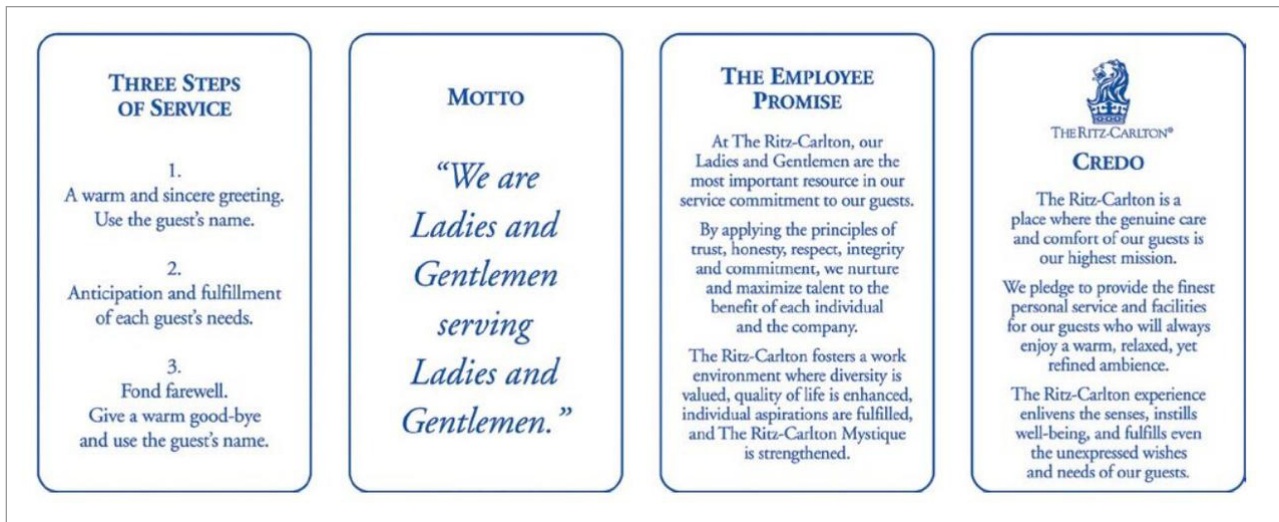 THREE STEPS
OF SERVICE
1.
A warm and sincere greeting.
Use the guest's name.
2.
Anticipation and fulfillment
of each guest's needs.
3.
Fond farewell.
Give a warm good-bye
and use the guest's name.
MOTTO
“We are
Ladies and
Gentlemen
serving
Ladies and
Gentlemen.”
THE EMPLOYEE
PROMISE
At The Ritz-Carlton, our
Ladies and Gentlemen are the
most important resource in our
service commitment to our guests.
By applying the principles of
trust, honesty, respect, integrity
and commitment, we nurture
and maximize talent to the
benefit of each individual
and the company.
The Ritz-Carlton fosters a work
environment where diversity is
valued, quality of life is enhanced,
individual aspirations are fulfilled,
and The Ritz-Carlton Mystique
is strengthened.
THE RITZ-CARLTON®
CREDO
The Ritz-Carlton is a
place where the genuine care
and comfort of our guests is
our highest mission.
We pledge to provide the finest
personal service and facilities
for our guests who will always
enjoy a warm, relaxed, yet
refined ambience.
The Ritz-Carlton experience
enlivens the senses, instills
well-being, and fulfills even
the unexpressed wishes
and needs of our guests.